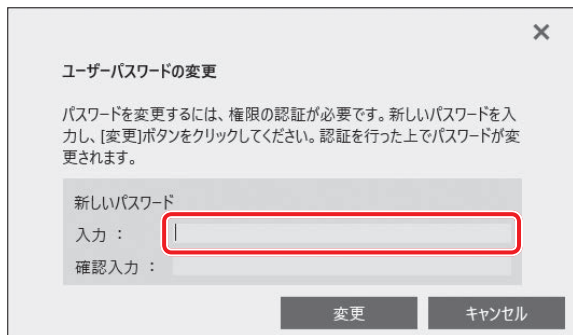 ユーザーパスワードの変更
パスワードを変更するには、権限の認証が必要です。新しいパスワードを入
力し、[変更]ボタンをクリックしてください。認証を行った上でパスワードが変
更されます。
新しいパスワード
入力 ：
確認入力 ：
変更
キャンセル